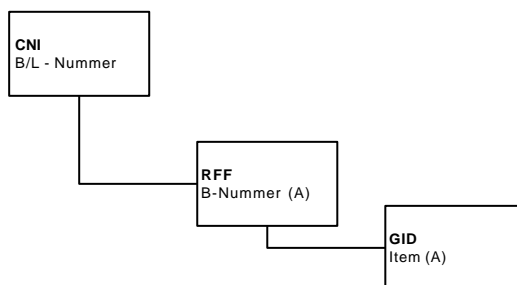 CNI
B/L - Nummer
RFF
B-Nummer (A)
GID
Item (A)